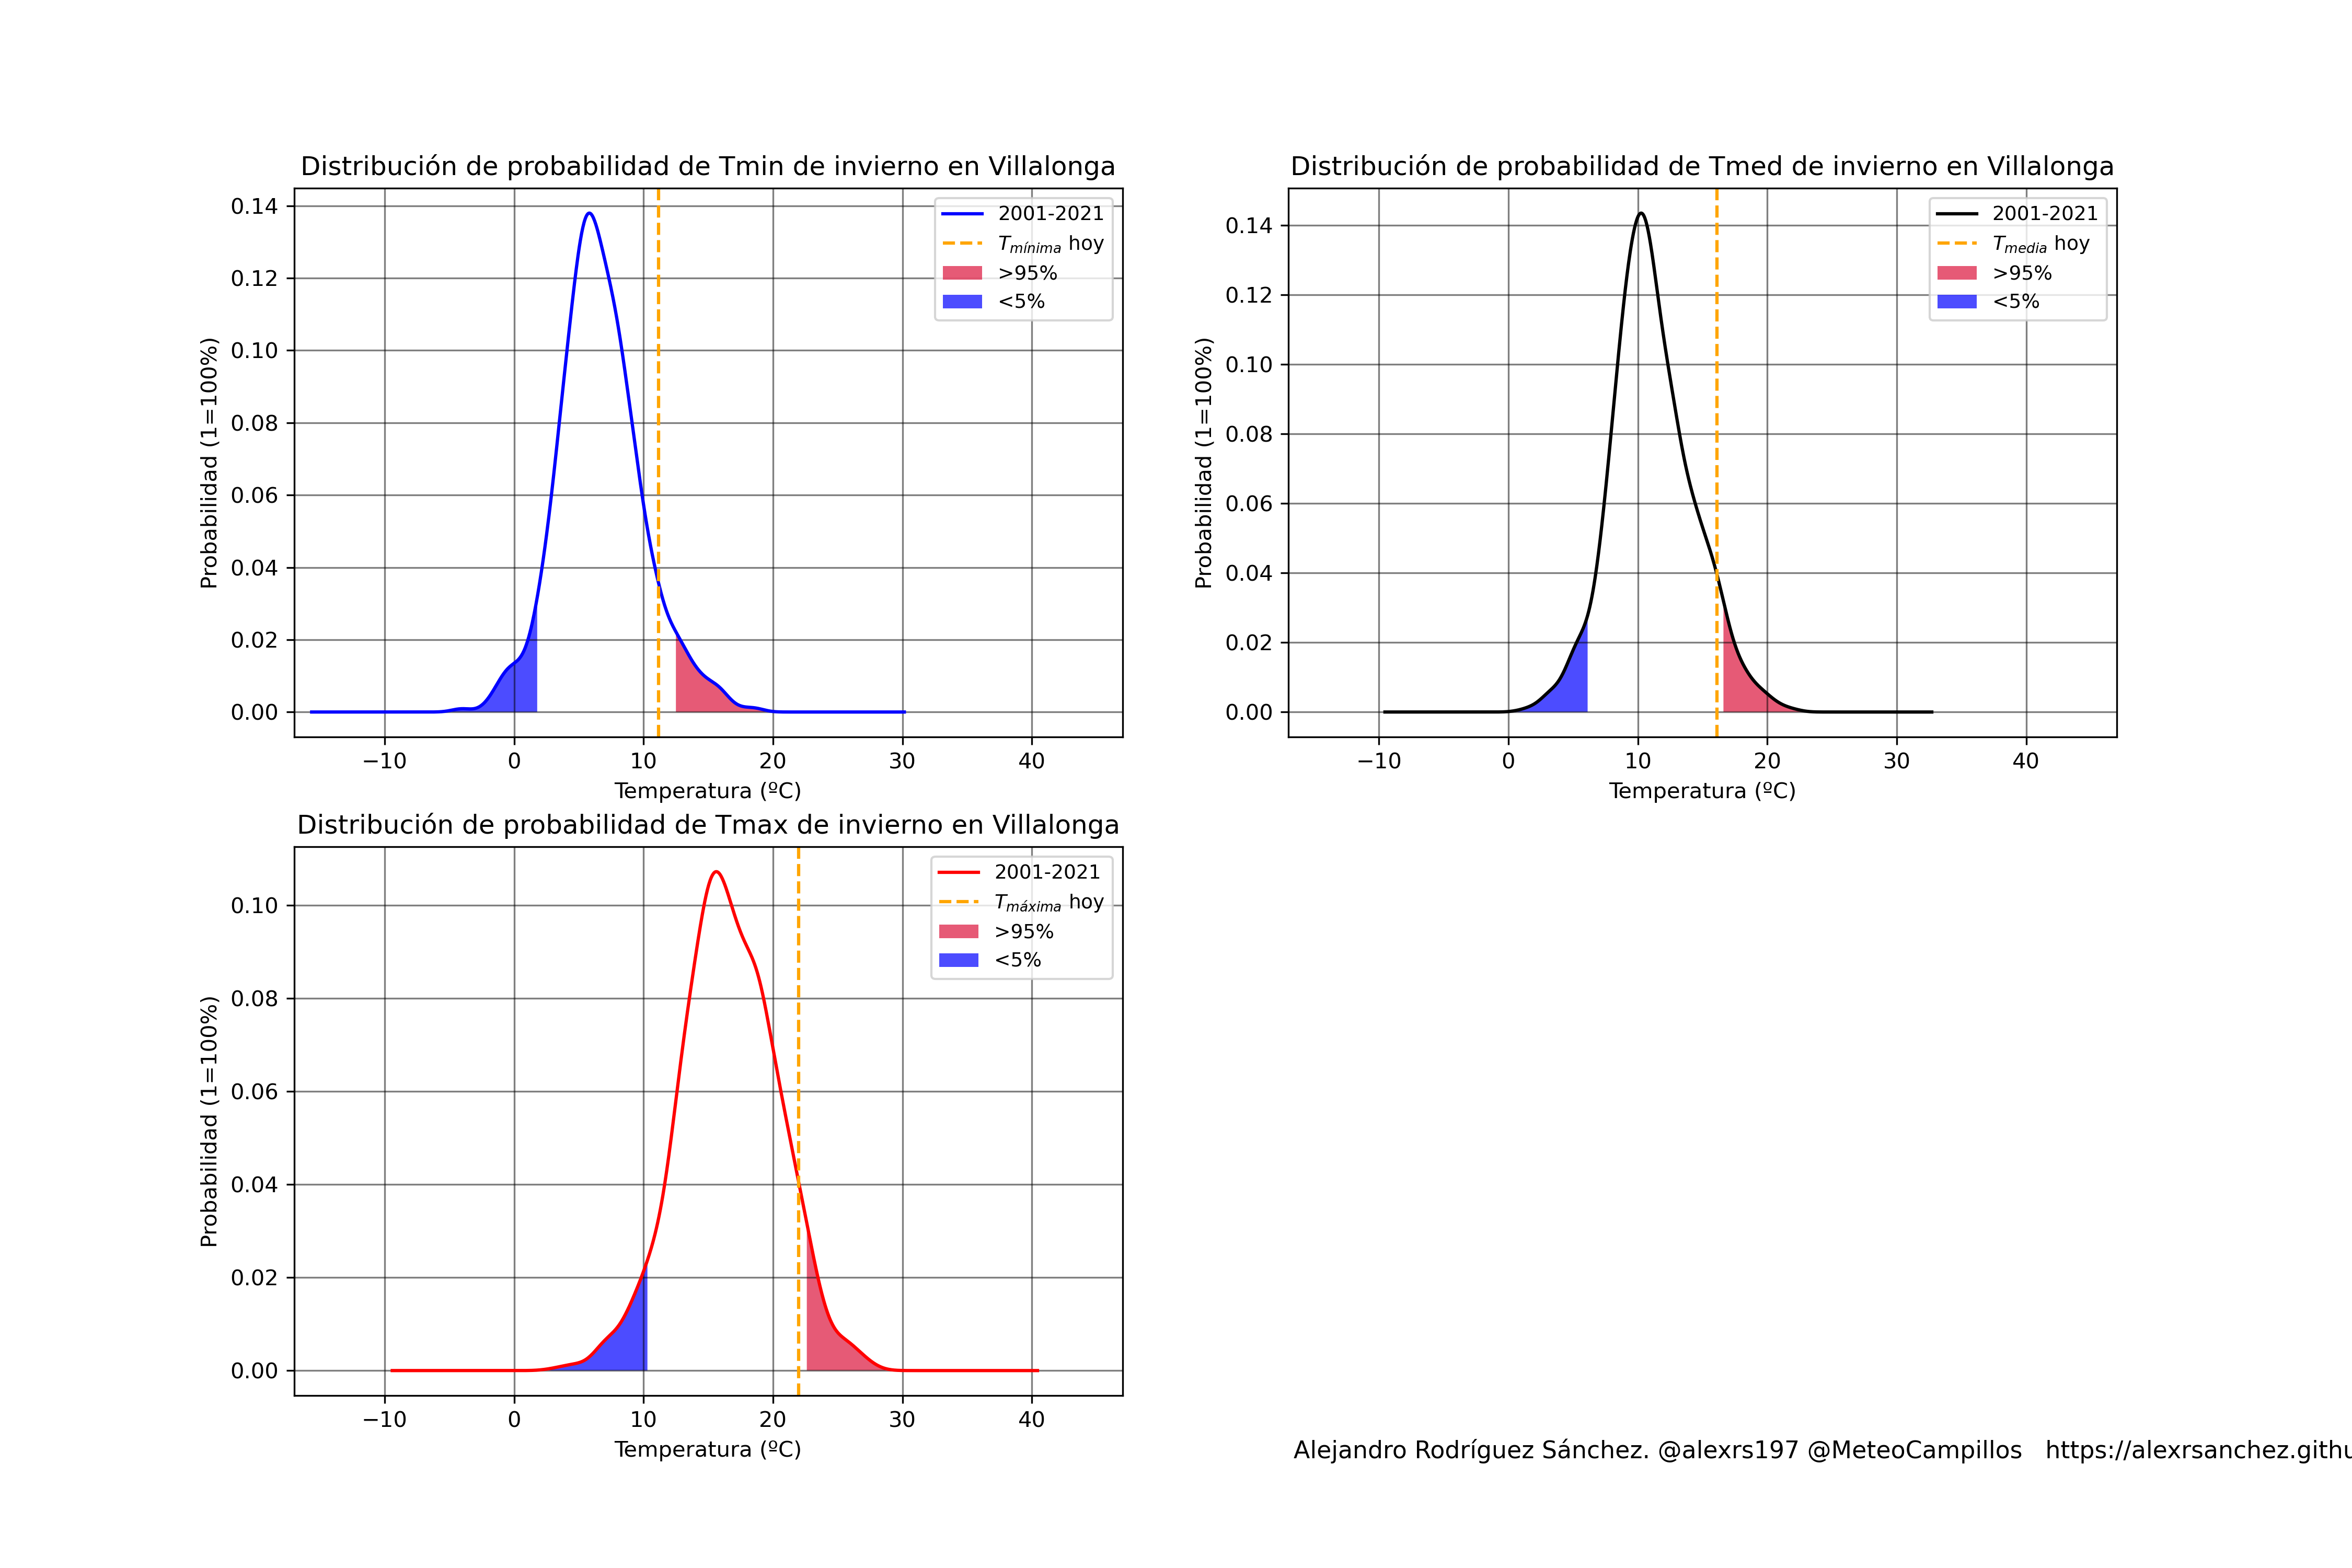 Distribución de probabilidad de Tmin de invierno en Villalonga
0.14
0.12
0.10
0.08
0.06
0.04
0.02
0.00
Probabilidad (1=100%)
2001-2021
Tmínima hoy
>95%
<5%
−10 0 10 20 30 40
Temperatura (ºC)
Distribución de probabilidad de Tmed de invierno en Villalonga
0.14
0.12
0.10
0.08
0.06
0.04
0.02
0.00
Probabilidad (1=100%)
2001-2021
Tmedia hoy
>95%
<5%
−10 0 10 20 30 40
Temperatura (ºC)
Distribución de probabilidad de Tmax de invierno en Villalonga
0.10
0.08
0.06
0.04
0.02
0.00
Probabilidad (1=100%)
2001-2021
Tmáxima hoy
>95%
<5%
−10 0 10 20 30 40
Temperatura (ºC)
Alejandro Rodríguez Sánchez. @alexrs197 @MeteoCampillos https://alexrsanchez.githu